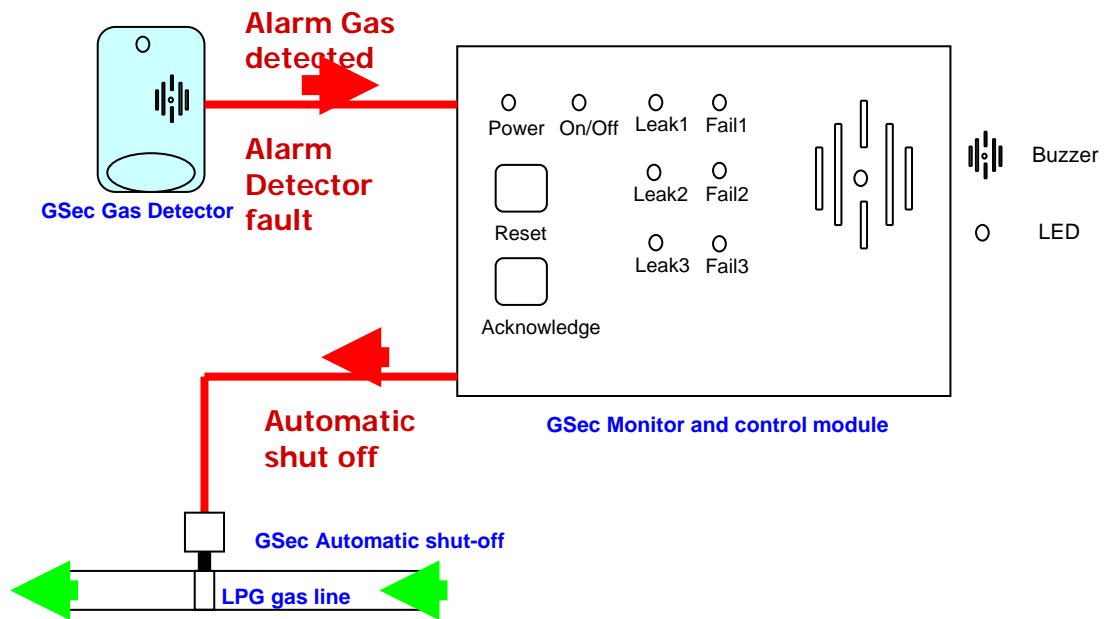 Alarm Gas
detected
Alarm
Detector
fault
GSec Gas Detector
Power On/Off Leak1 Fail1
Leak2 Fail2
Reset
Leak3 Fail3
Acknowledge
Buzzer
LED
GSec Monitor and control module
Automatic
shut off
GSec Automatic shut-off
LPG gas line